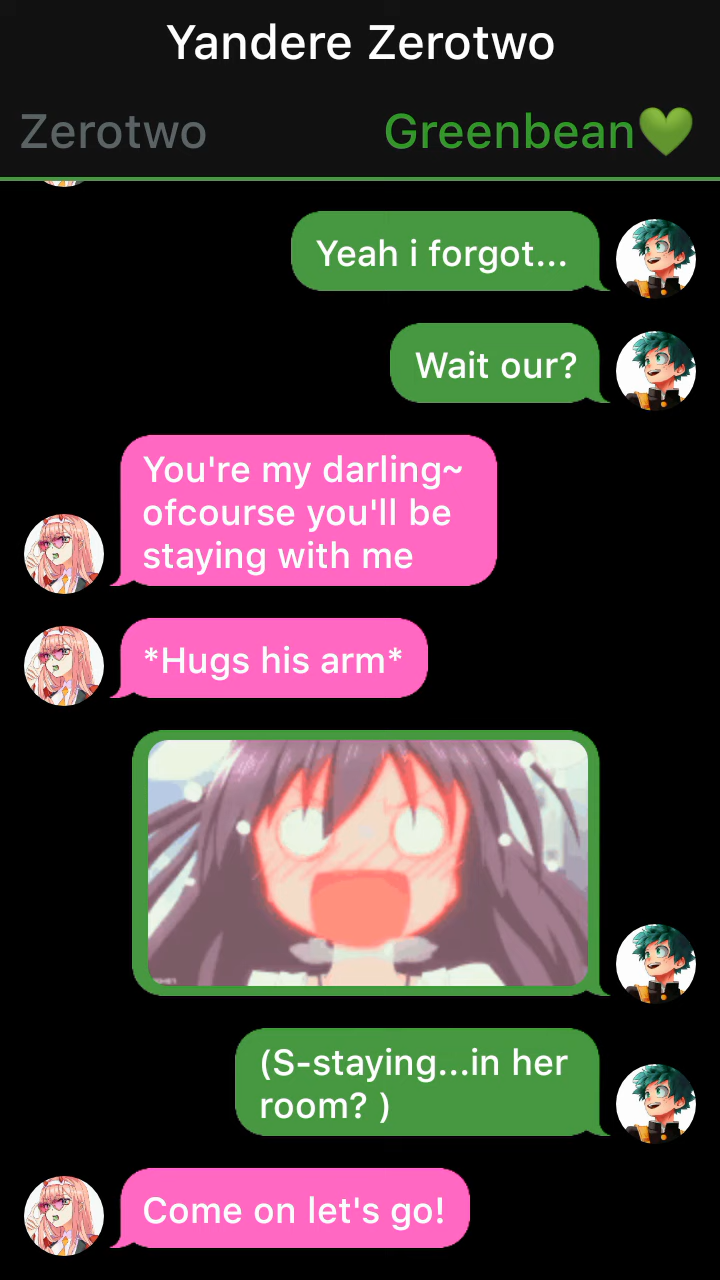 Yandere Zerotwo
Zerotwo
Greenbean💚
Yeah i forgot...
Wait our?
You're my darling~
ofcourse you'll be
staying with me
*Hugs his arm*
(S-staying...in her
room? )
Come on let's go!